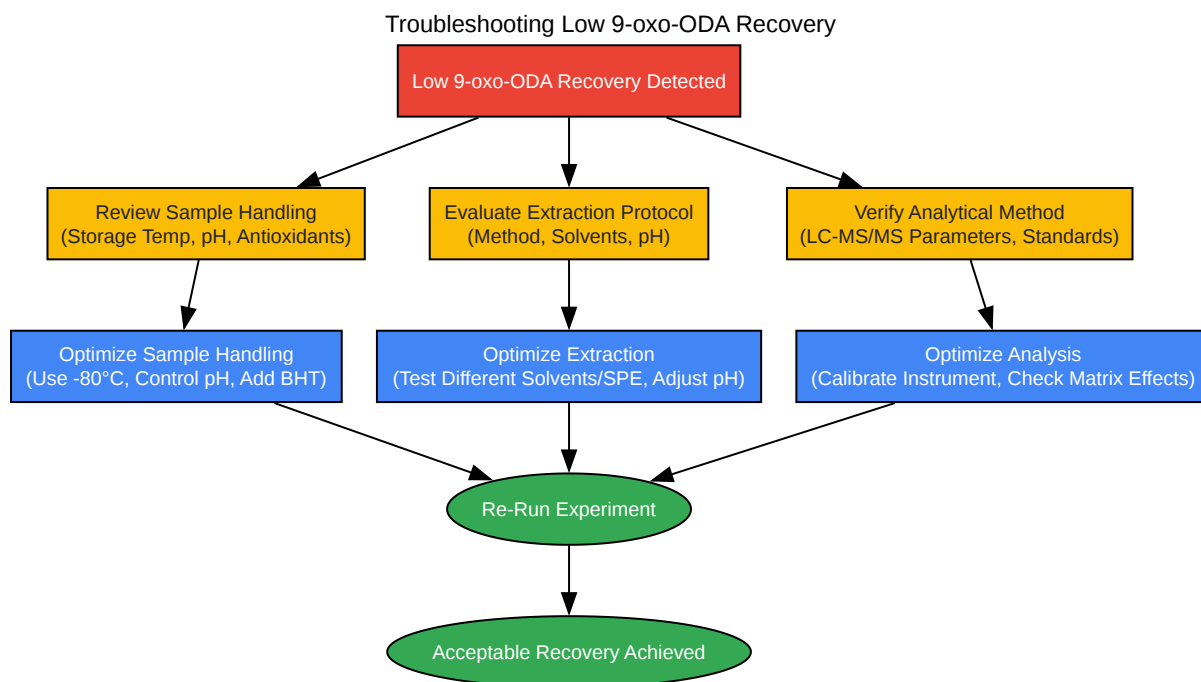 Troubleshooting Low 9-oxo-ODA Recovery
Low 9-oxo-ODA Recovery Detected
Review Sample Handling
(Storage Temp, pH, Antioxidants)
Evaluate Extraction Protocol
(Method, Solvents, pH)
Verify Analytical Method
(LC-MS/MS Parameters, Standards)
Optimize Sample Handling
(Use -80°C, Control pH, Add BHT)
Optimize Extraction
(Test Different Solvents/SPE, Adjust pH)
Optimize Analysis
(Calibrate Instrument, Check Matrix Effects)
Re-Run Experiment
Acceptable Recovery Achieved